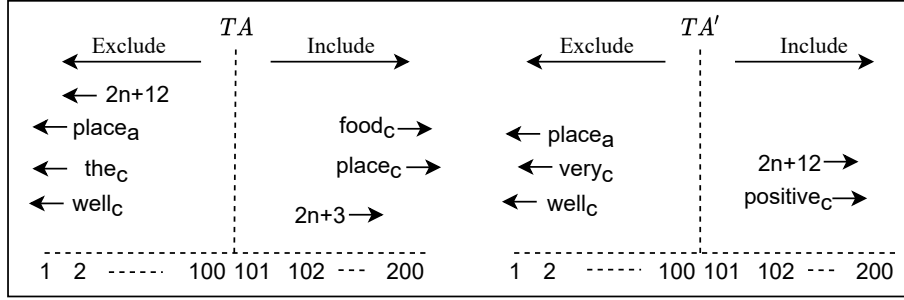 TA
Exclude Include
2n+12
place_a food_c
the_c place_c
well_c
2n+3
1 2 ------ 100 101 102 --- 200
TA'
Exclude Include
place_a
very_c 2n+12
well_c positive_c
1 2 ------ 100 101 102 --- 200